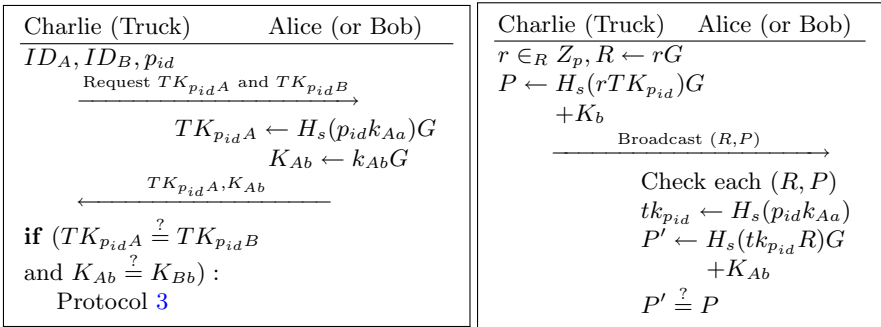 Charlie (Truck) Alice (or Bob)
ID_A, ID_B, p_id
Request TK_{p_id A} and TK_{p_id B}
TK_{p_id A} ← H_s(p_id k_{Aa})G
K_{Ab} ← k_{Ab}G
TK_{p_id A}, K_{Ab}
if (TK_{p_id A} ≟ TK_{p_id B}
and K_{Ab} ≟ K_{Bb}) :
Protocol 3
Charlie (Truck) Alice (or Bob)
r ∈_R Z_p, R ← rG
P ← H_s(rTK_{p_id})G
+K_b
Broadcast (R,P)
Check each (R, P)
tk_{p_id} ← H_s(p_id k_{Aa})
P′ ← H_s(tk_{p_id} R)G
+K_{Ab}
P′ ≟ P